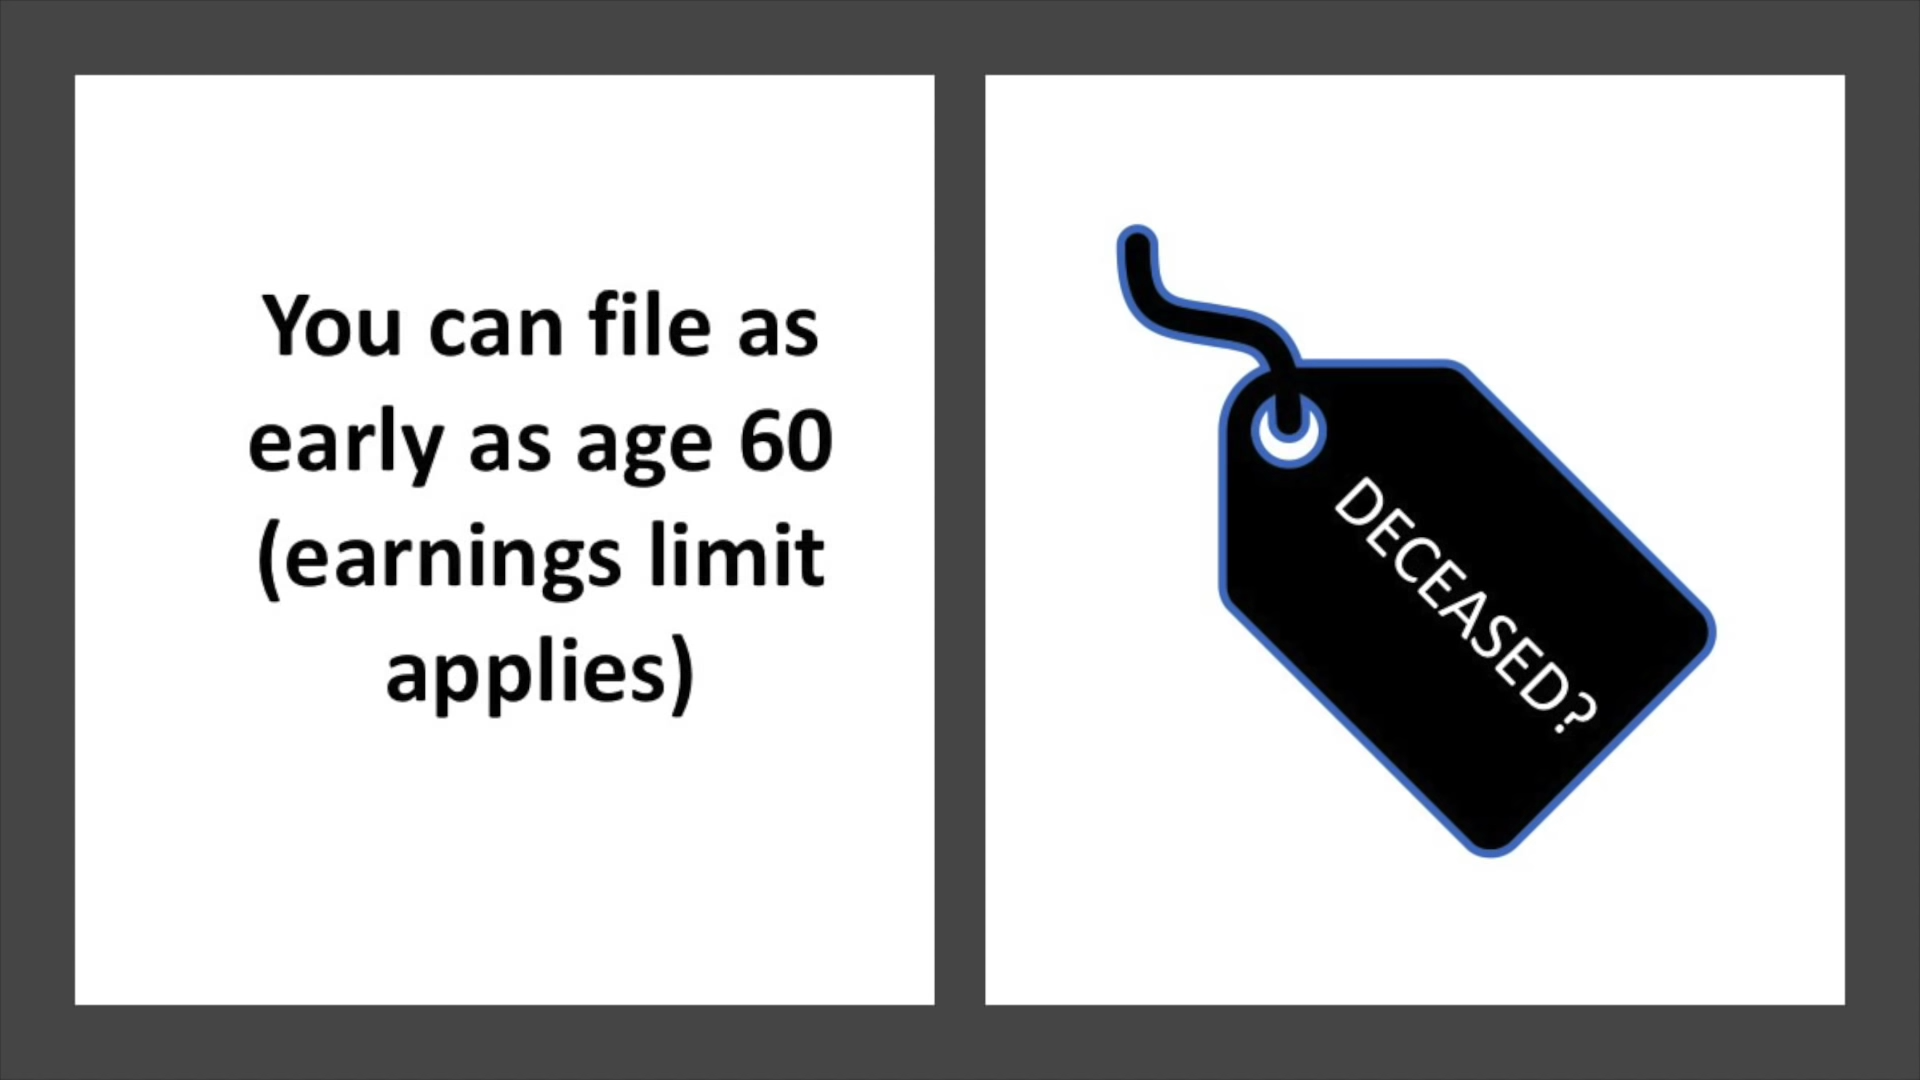 You can file as
early as age 60
(earnings limit
applies)
DECEASED?